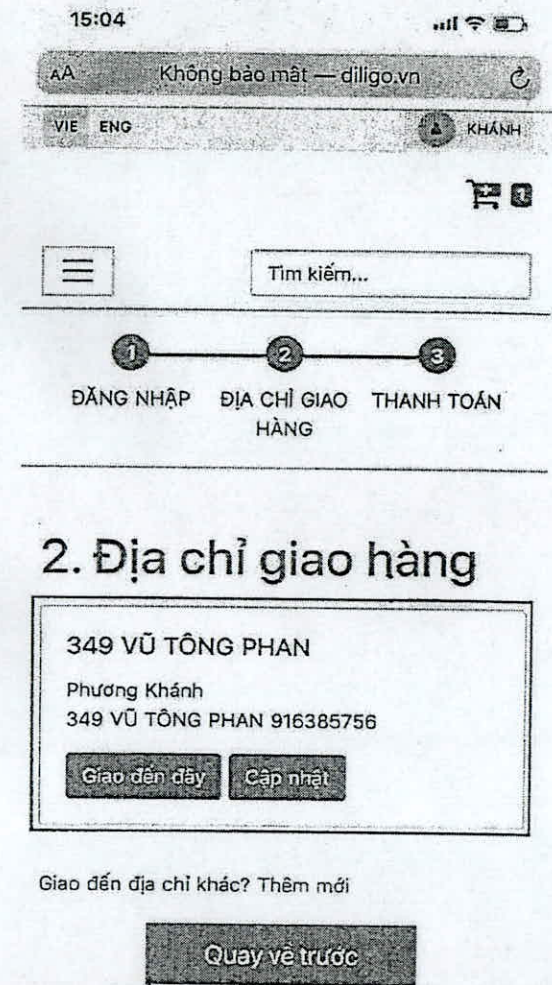 15:04
AA Không bảo mật — diligo.vn
VIE ENG KHÁNH
1
Tìm kiếm...
1 2 3
ĐĂNG NHẬP ĐỊA CHỈ GIAO HÀNG THANH TOÁN
2. Địa chỉ giao hàng
349 VŨ TÔNG PHAN
Phương Khánh
349 VŨ TÔNG PHAN 916385756
Giao đến đây Cập nhật
Giao đến địa chỉ khác? Thêm mới
Quay về trước